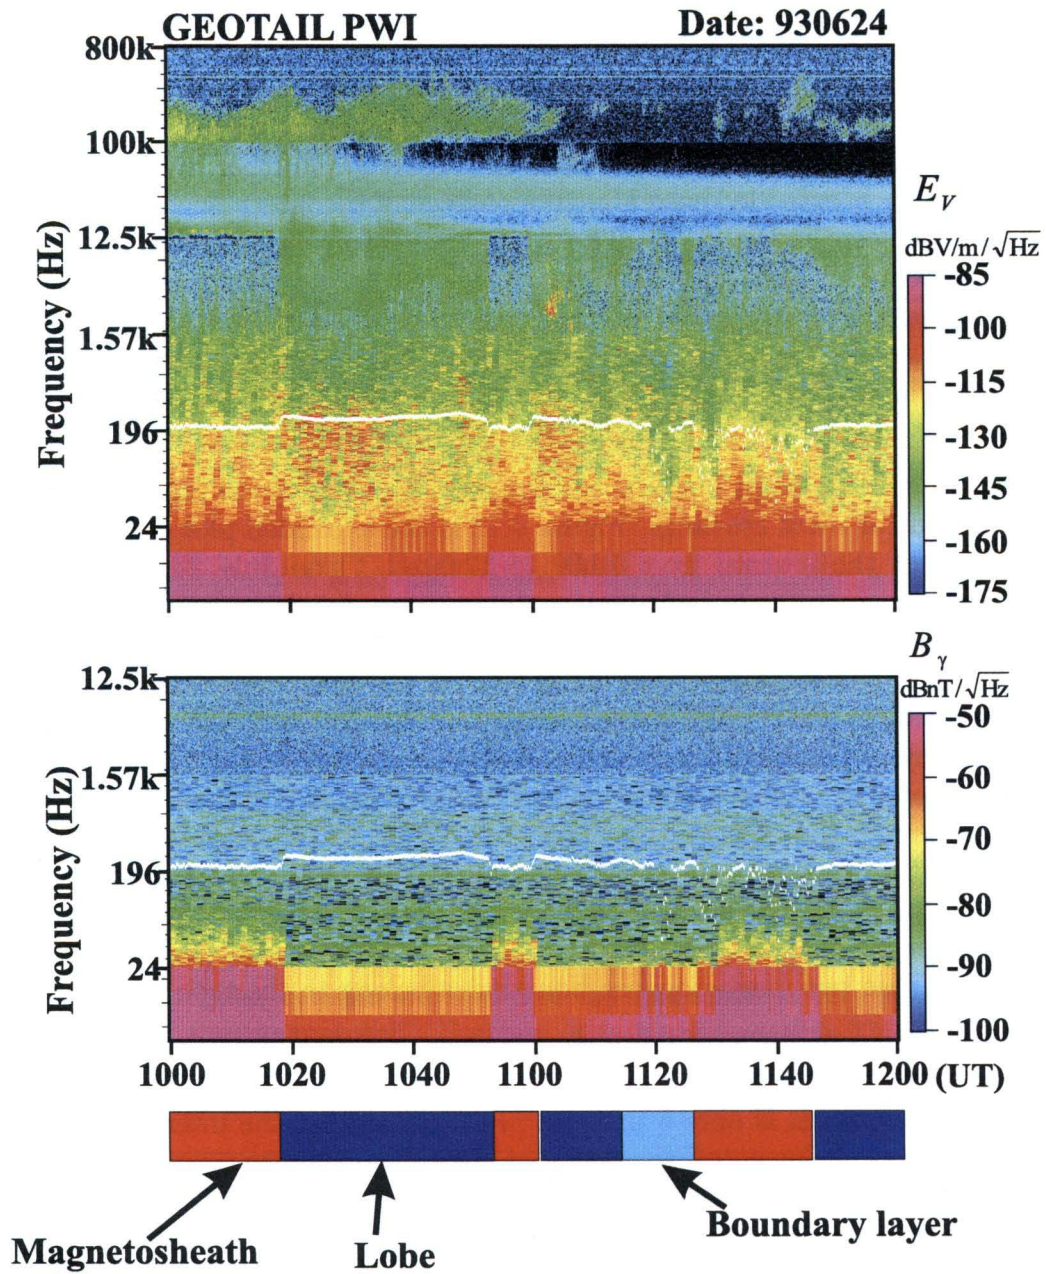 GEOTAIL PWI Date: 930624
800k
100k
12.5k
1.57k
196
24
Frequency (Hz)
E_V
dBV/m/√Hz
-85
-100
-115
-130
-145
-160
-175
12.5k
1.57k
196
24
Frequency (Hz)
B_γ
dBnT/√Hz
-50
-60
-70
-80
-90
-100
1000 1020 1040 1100 1120 1140 1200 (UT)
Magnetosheath
Lobe
Boundary layer